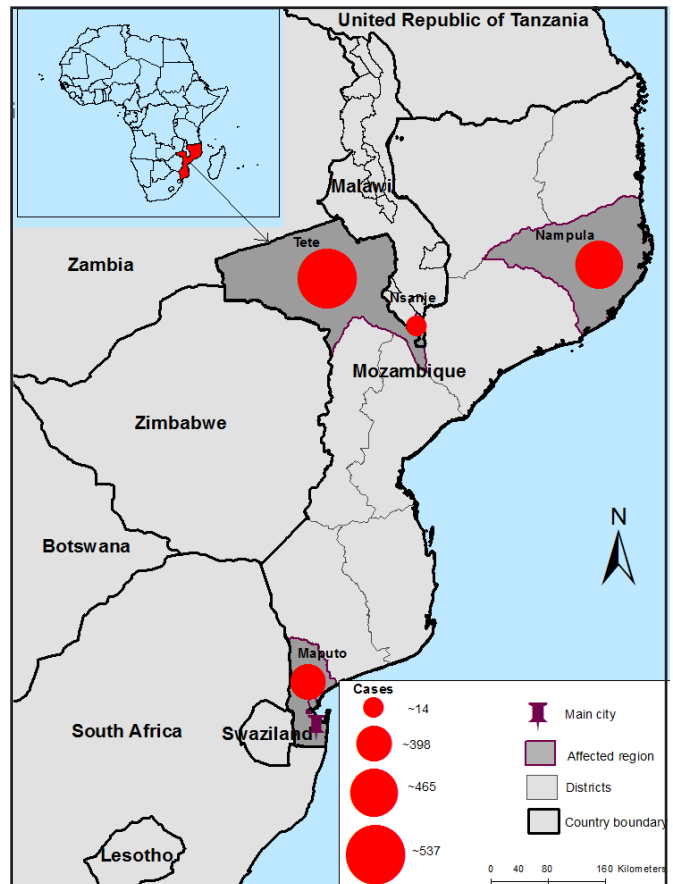 United Republic of Tanzania
Malawi
Tete
Nampula
Zambia
Nsanje
Mozambique
Zimbabwe
N
Botswana
Maputo
South Africa
Swaziland
Lesotho
Cases
~14
~398
~465
~537
Main city
Affected region
Districts
Country boundary
0 40 80 160 Kilometers